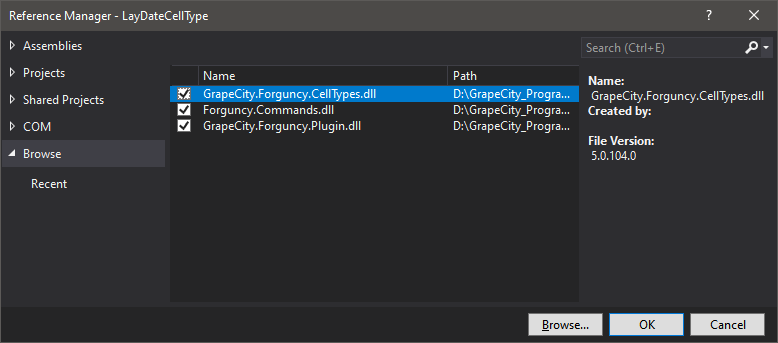 Reference Manager - LayDateCellType
? ×
Assemblies
Projects
Shared Projects
COM
Browse
Recent
Name Path
GrapeCity.Forguncy.CellTypes.dll D:\GrapeCity_Progra...
Forguncy.Commands.dll D:\GrapeCity_Progra...
GrapeCity.Forguncy.Plugin.dll D:\GrapeCity_Progra...
Search (Ctrl+E)
Name:
GrapeCity.Forguncy.CellTypes.dll
Created by:
File Version:
5.0.104.0
Browse... OK Cancel